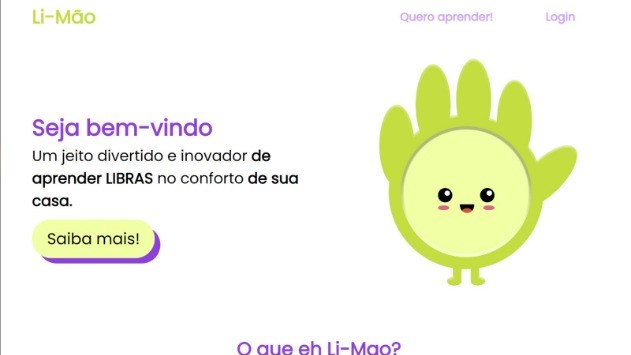 Li-Mão
Quero aprender!
Login
Seja bem-vindo
Um jeito divertido e inovador de
aprender LIBRAS no conforto de sua
casa.
Saiba mais!
O que eh Li-Mao?